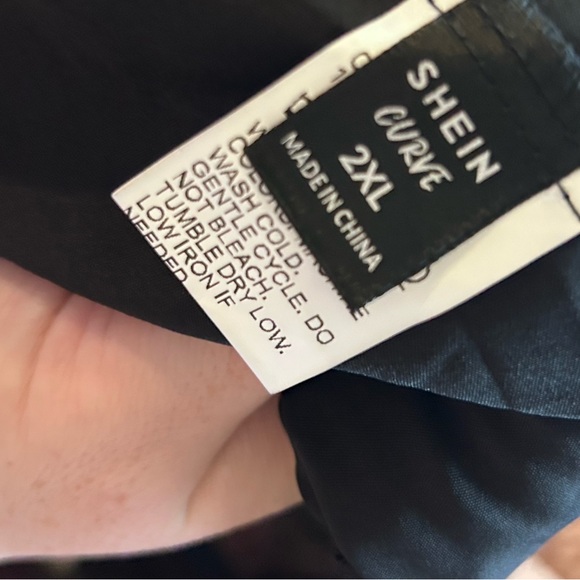 SHEIN
CURVE
2XL
MADE IN CHINA
WASH COLD.
GENTLE CYCLE. DO
NOT BLEACH.
TUMBLE DRY LOW.
LOW IRON IF
NEEDED